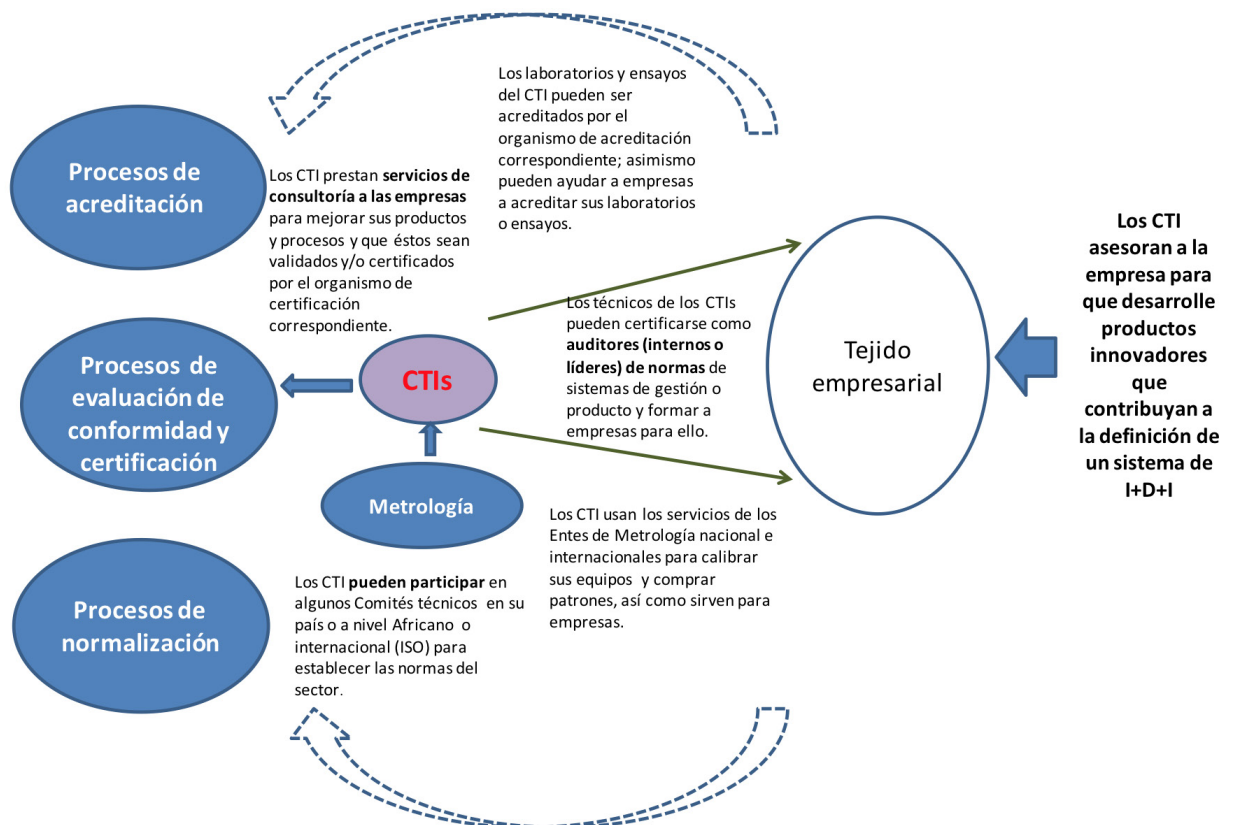 Procesos de
acreditación
Los CTI prestan servicios de
consultoría a las empresas
para mejorar sus productos
y procesos y que éstos sean
validados y/o certificados
por el organismo de
certificación
correspondiente.
Los laboratorios y ensayos
del CTI pueden ser
acreditados por el
organismo de acreditación
correspondiente; asimismo
pueden ayudar a empresas
a acreditar sus laboratorios
o ensayos.
Procesos de
evaluación de
conformidad y
certificación
CTIs
Los técnicos de los CTIs
pueden certificarse como
auditores (internos o
líderes) de normas de
sistemas de gestión o
producto y formar a
empresas para ello.
Tejido
empresarial
Los CTI
asesoran a la
empresa para
que desarrolle
productos
innovadores
que
contribuyan a
la definición de
un sistema de
I+D+I
Metrología
Los CTI usan los servicios de los
Entes de Metrología nacional e
internacionales para calibrar
sus equipos y comprar
patrones, así como sirven para
empresas.
Procesos de
normalización
Los CTI pueden participar en
algunos Comités técnicos en su
país o a nivel Africano o
internacional (ISO) para
establecer las normas del
sector.